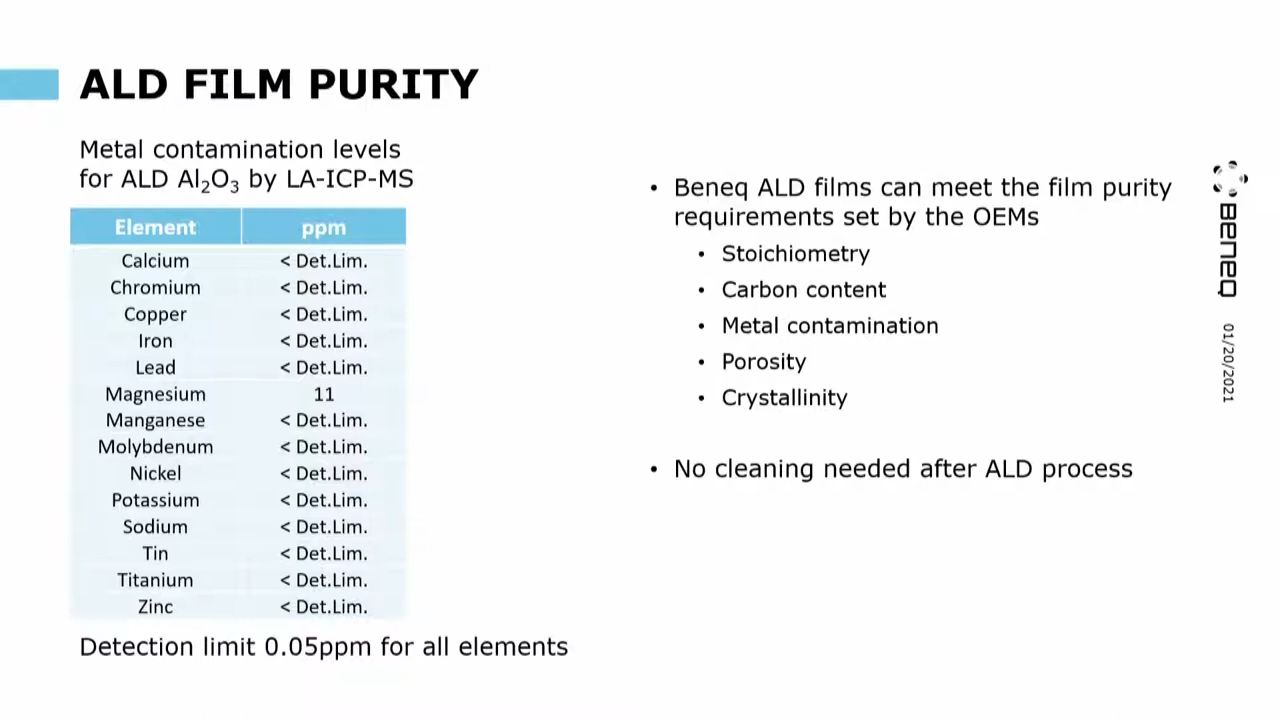 ALD FILM PURITY
Metal contamination levels
for ALD Al₂O₃ by LA-ICP-MS
Element ppm
Calcium < Det.Lim.
Chromium < Det.Lim.
Copper < Det.Lim.
Iron < Det.Lim.
Lead < Det.Lim.
Magnesium 11
Manganese < Det.Lim.
Molybdenum < Det.Lim.
Nickel < Det.Lim.
Potassium < Det.Lim.
Sodium < Det.Lim.
Tin < Det.Lim.
Titanium < Det.Lim.
Zinc < Det.Lim.
Detection limit 0.05ppm for all elements
• Beneq ALD films can meet the film purity
requirements set by the OEMs
• Stoichiometry
• Carbon content
• Metal contamination
• Porosity
• Crystallinity
• No cleaning needed after ALD process
Beneq
01/20/2021